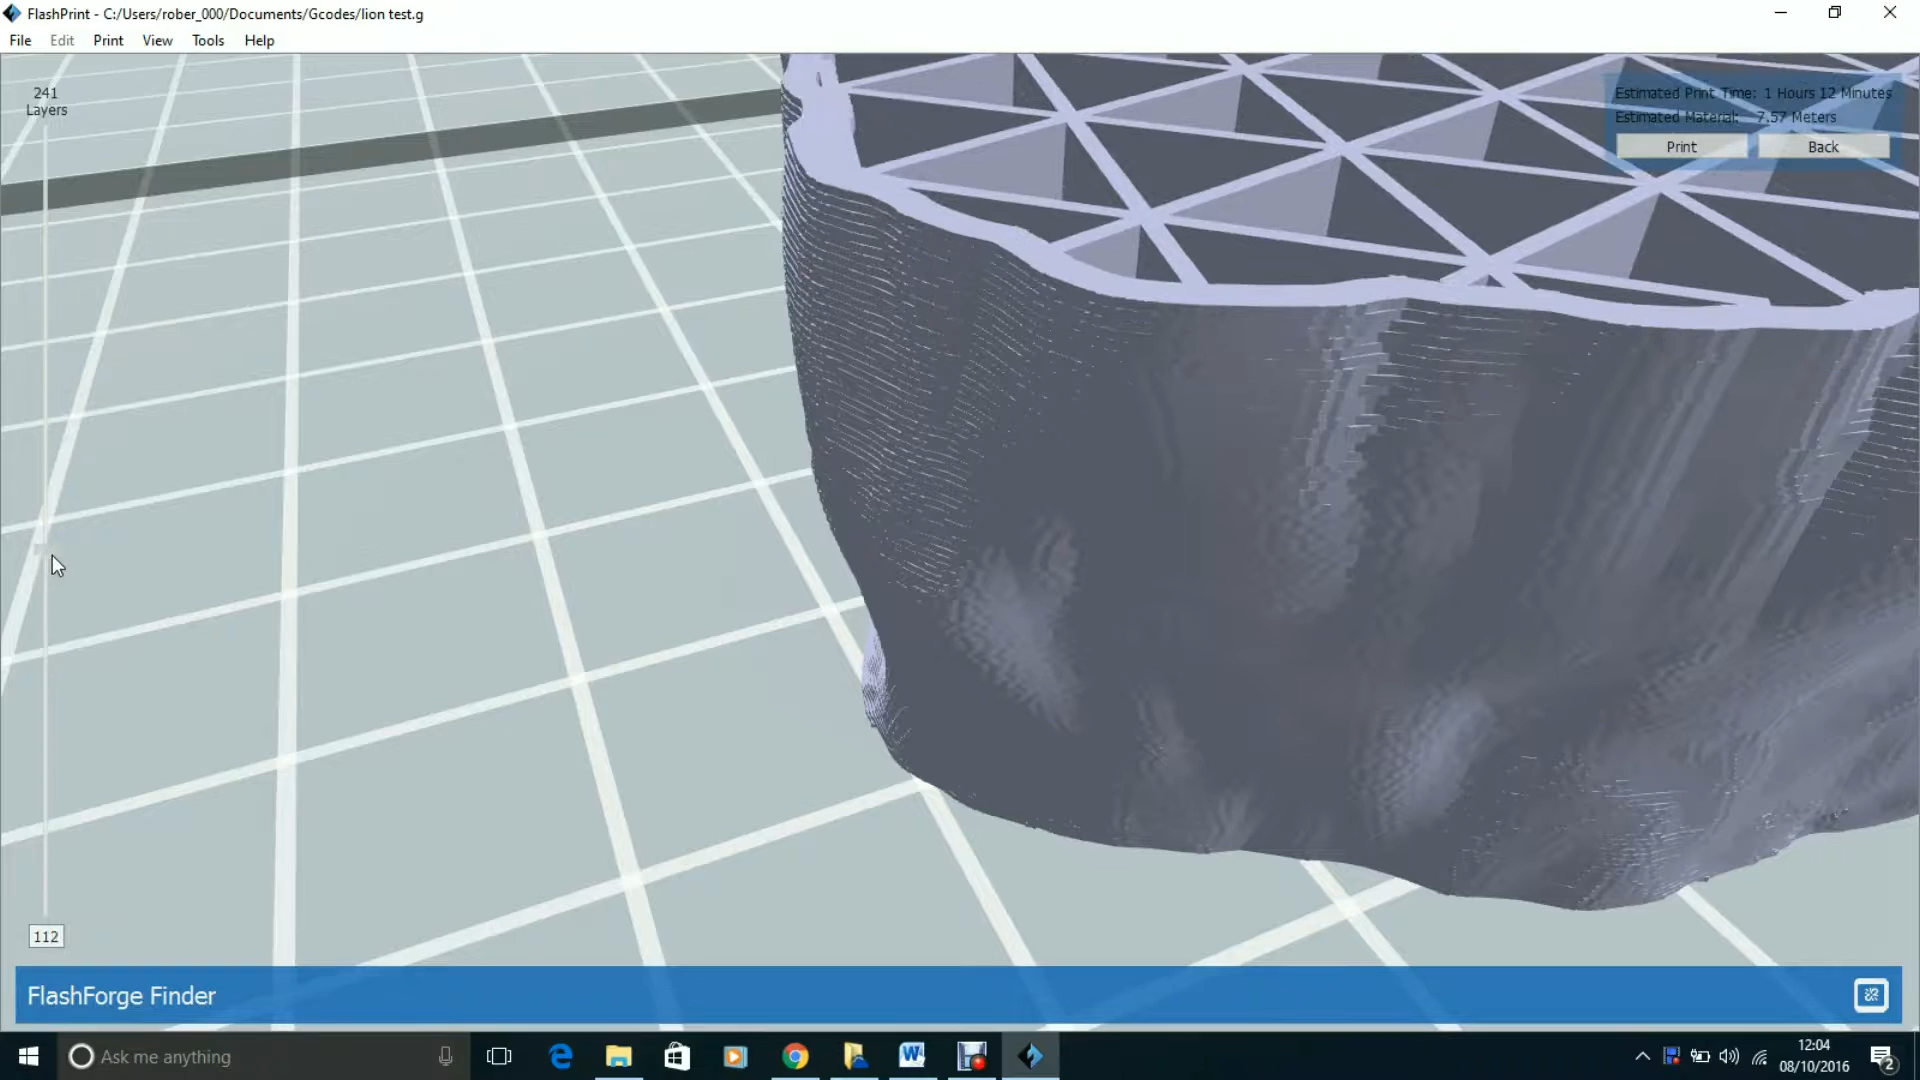 FlashPrint - C:/Users/rober_000/Documents/Gcodes/lion test.g
File Edit Print View Tools Help
241
Layers
Estimated Print Time: 1 Hours 12 Minutes
Estimated Material: 7.57 Meters
Print Back
112
FlashForge Finder
Ask me anything
12:04
08/10/2016
2